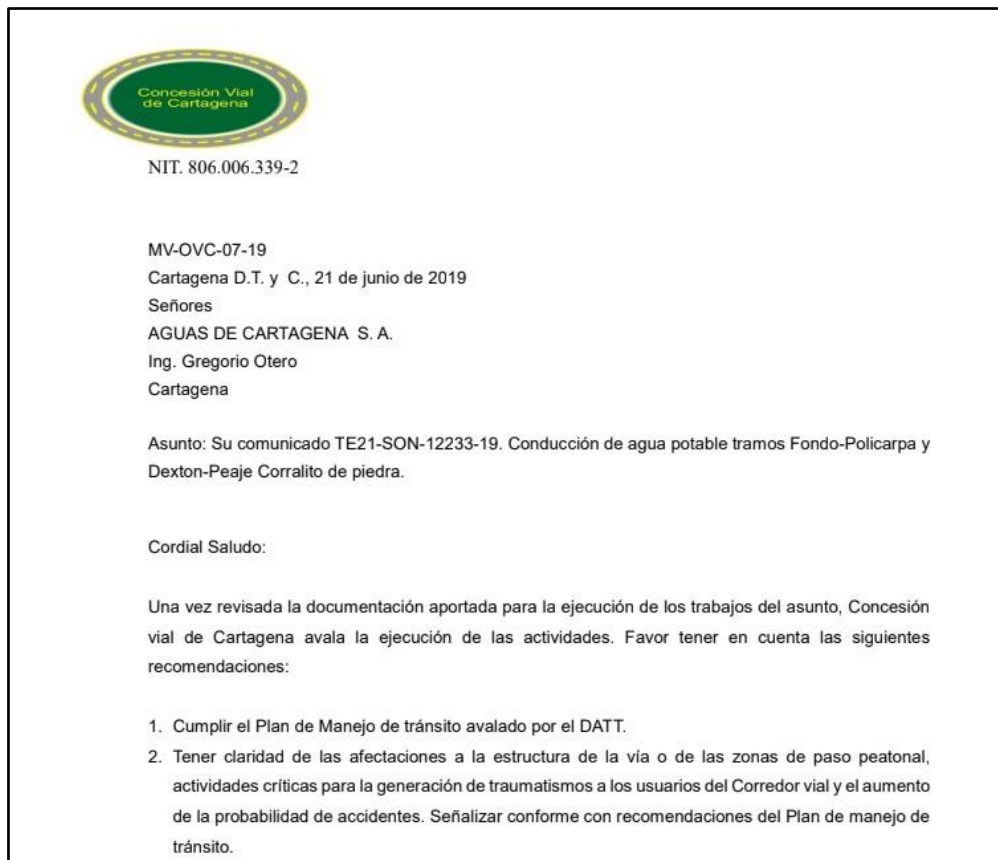 Concesión Vial
de Cartagena
NIT. 806.006.339-2
MV-OVC-07-19
Cartagena D.T. y C., 21 de junio de 2019
Señores
AGUAS DE CARTAGENA S. A.
Ing. Gregorio Otero
Cartagena
Asunto: Su comunicado TE21-SON-12233-19. Conducción de agua potable tramos Fondo-Policarpa y
Dexton-Peaje Corralito de piedra.
Cordial Saludo:
Una vez revisada la documentación aportada para la ejecución de los trabajos del asunto, Concesión
vial de Cartagena avala la ejecución de las actividades. Favor tener en cuenta las siguientes
recomendaciones:
1. Cumplir el Plan de Manejo de tránsito avalado por el DATT.
2. Tener claridad de las afectaciones a la estructura de la vía o de las zonas de paso peatonal,
actividades críticas para la generación de traumatismos a los usuarios del Corredor vial y el aumento
de la probabilidad de accidentes. Señalizar conforme con recomendaciones del Plan de manejo de
tránsito.